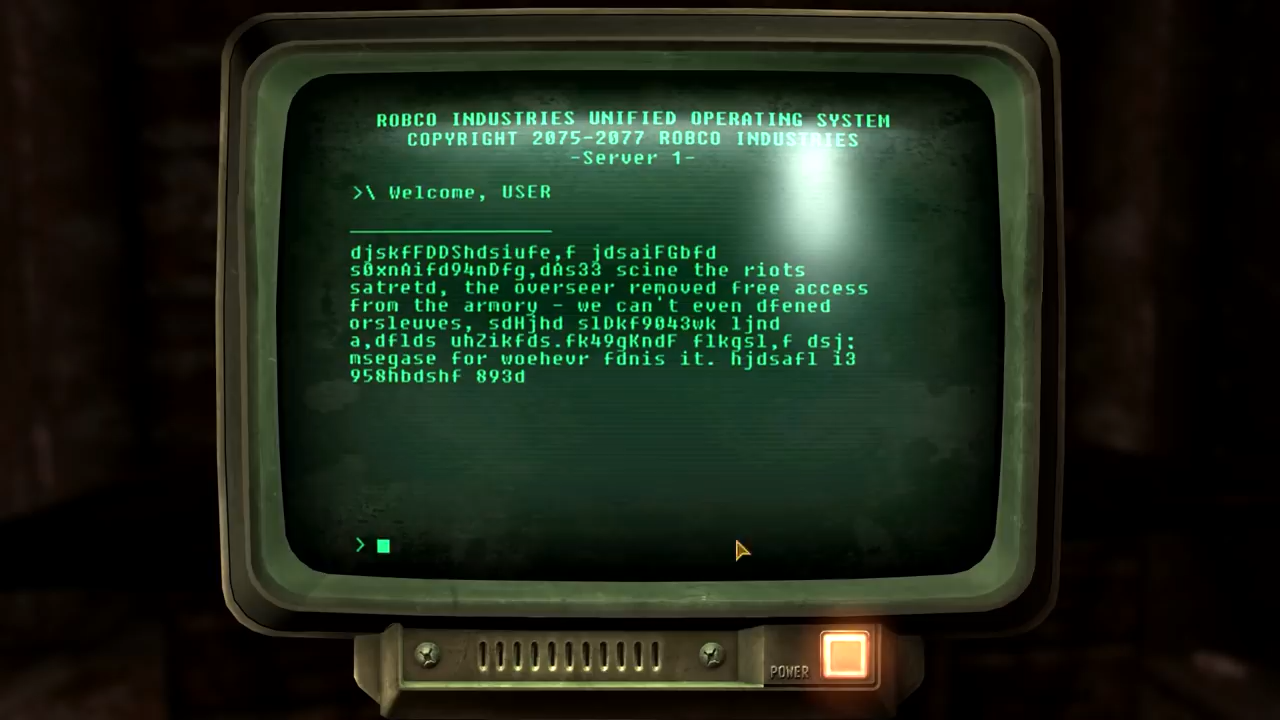 ROBCO INDUSTRIES UNIFIED OPERATING SYSTEM
COPYRIGHT 2075-2077 ROBCO INDUSTRIES
-Server 1-
>\ Welcome, USER
djskfFDDShdsiufe,f jdsaiFGbfd
s0xnAifd94nDfg,dAs33 scine the riots
satretd, the overseer removed free access
from the armory - we can't even dfened
orsleuves, sdHjhd slDkf9043wk ljnd
a,dflds uhZikfds.fk49gKndF flkgsl,f dsj;
msegase for woehevr fdnis it. hjdsafl i3
958hbdshf 893d
>
POWER